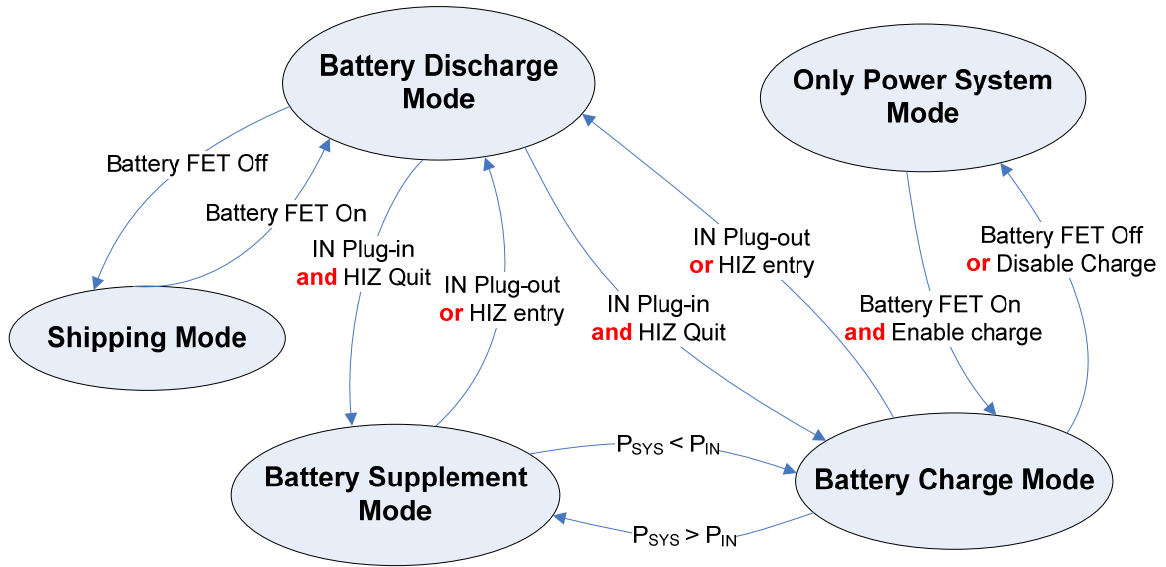 Battery Discharge
Mode
Only Power System
Mode
Battery FET Off
Battery FET On
IN Plug-in
and HIZ Quit
IN Plug-out
or HIZ entry
IN Plug-in
and HIZ Quit
IN Plug-out
or HIZ entry
Battery FET Off
or Disable Charge
Battery FET On
and Enable charge
Shipping Mode
Battery Supplement
Mode
PSYS < PIN
PSYS > PIN
Battery Charge Mode